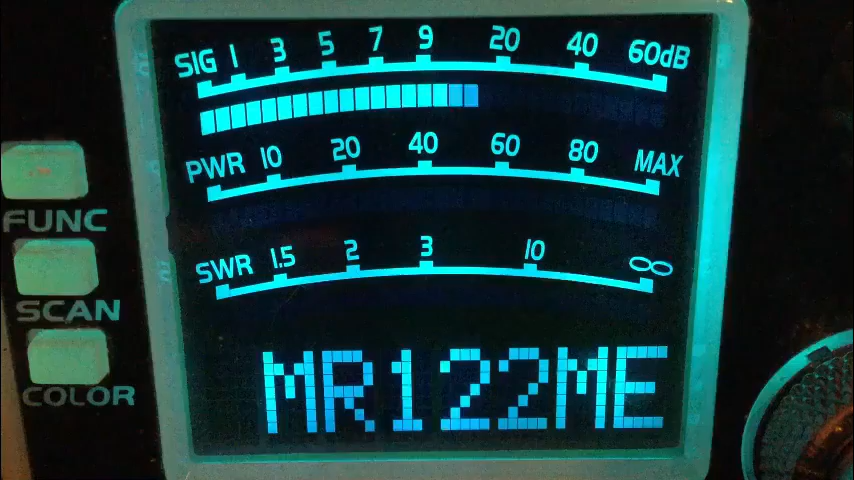 SIG 1 3 5 7 9 20 40 60dB
PWR 10 20 40 60 80 MAX
FUNC
SWR 1.5 2 3 10 ∞
SCAN
MR122ME
COLOR